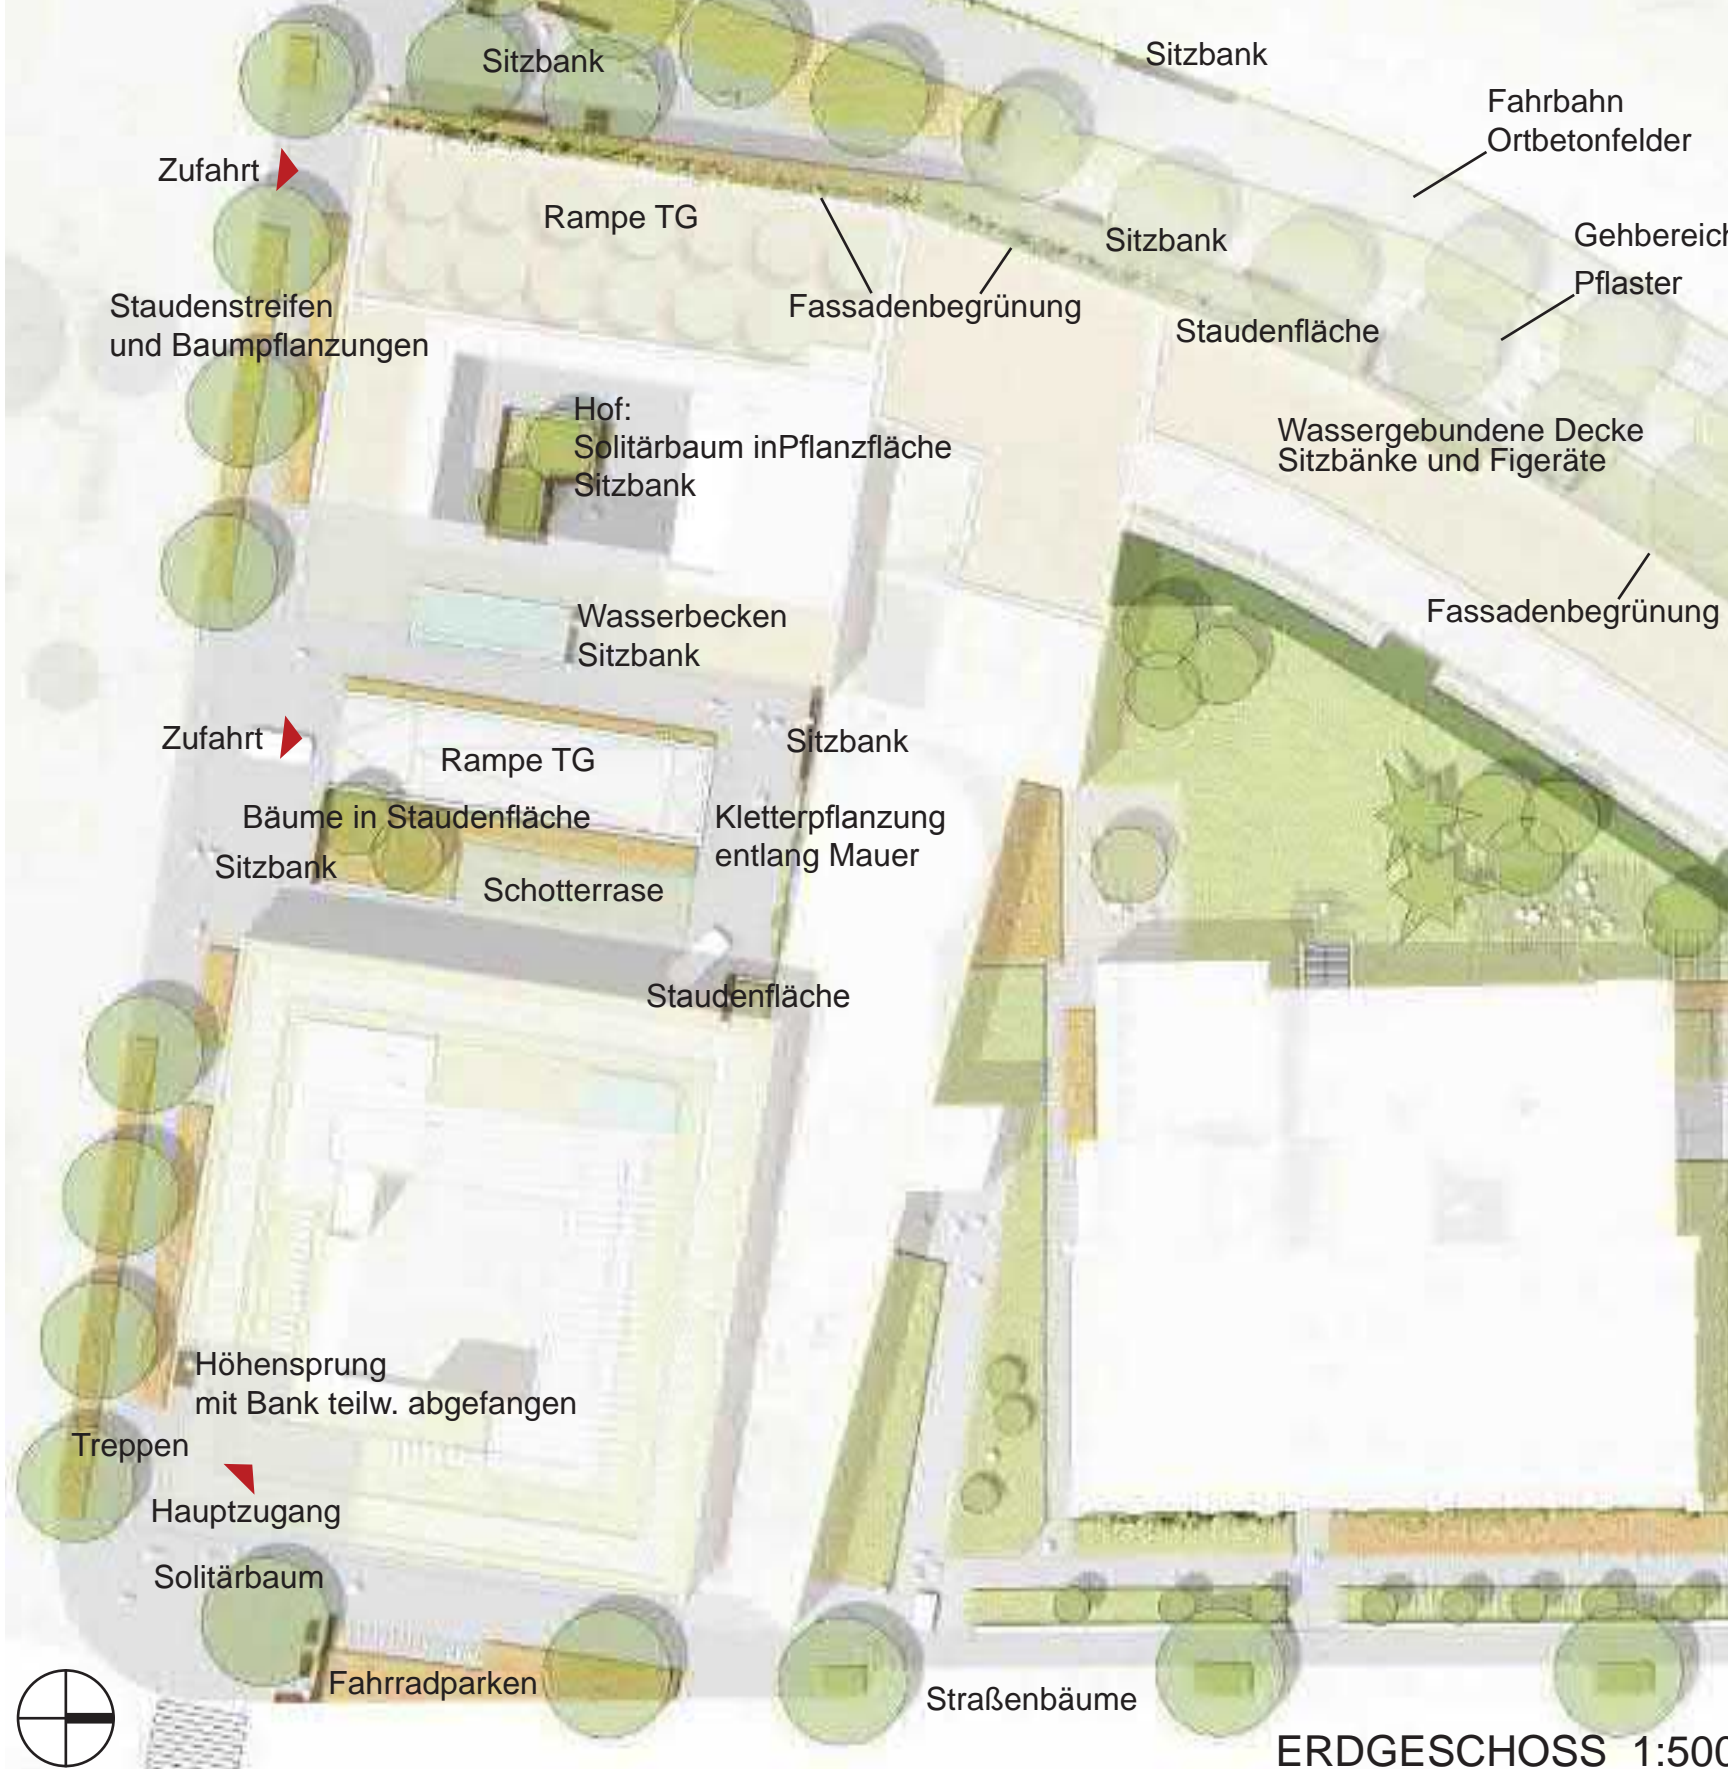 Sitzbank
Sitzbank
Fahrbahn
Ortbetonfelder
Zufahrt
Rampe TG
Sitzbank
Gehbereich
Pflaster
Staudenstreifen
und Baumpflanzungen
Fassadenbegrünung
Staudenfläche
Hof:
Solitärbaum inPflanzfläche
Sitzbank
Wassergebundene Decke
Sitzbänke und Figeräte
Fassadenbegrünung
Wasserbecken
Sitzbank
Zufahrt
Rampe TG
Sitzbank
Bäume in Staudenfläche
Kletterpflanzung
entlang Mauer
Sitzbank
Schotterrase
Staudenfläche
Höhensprung
mit Bank teilw. abgefangen
Treppen
Hauptzugang
Solitärbaum
Fahrradparken
Straßenbäume
ERDGESCHOSS 1:500